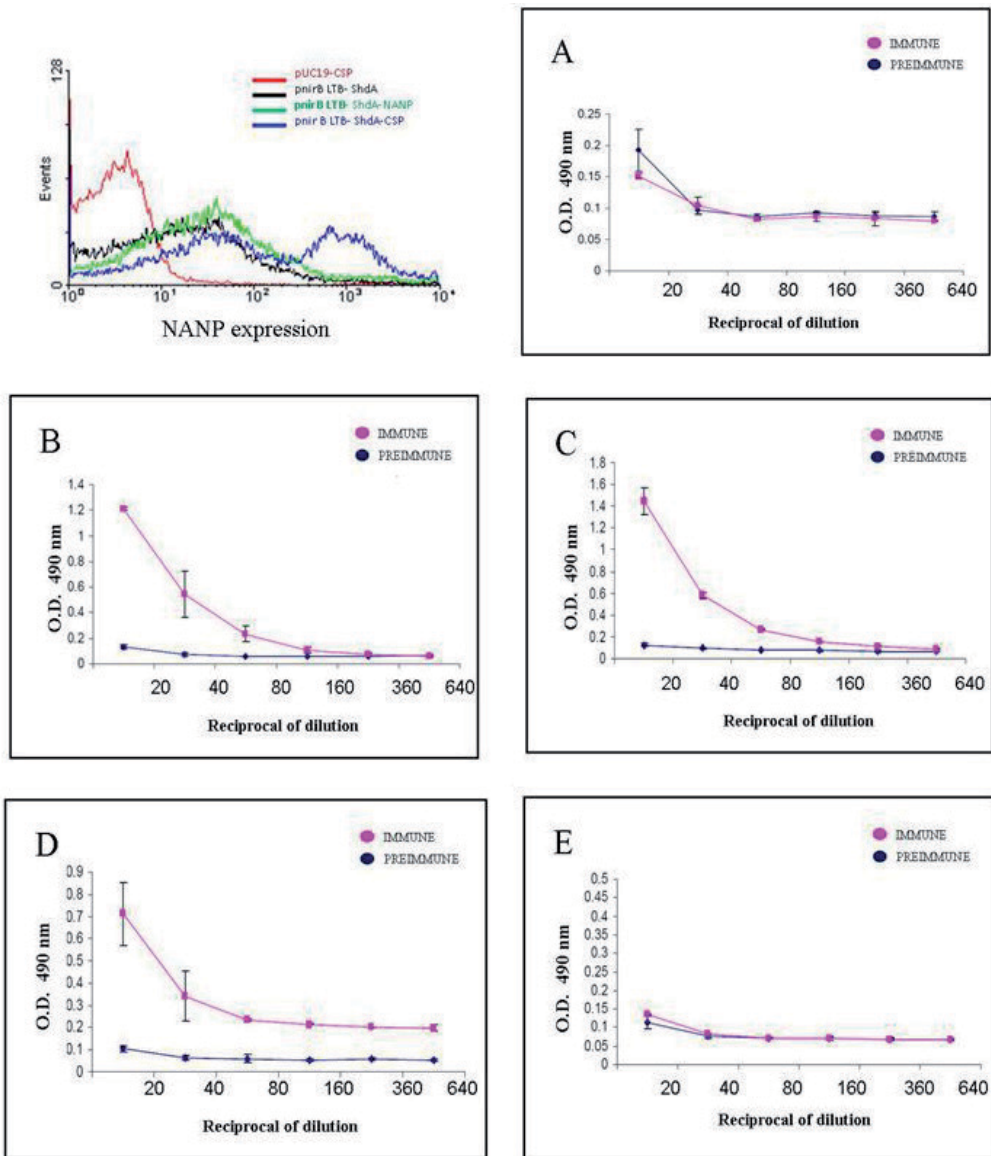 128
Events
0
10⁰ 10¹ 10² 10³ 10⁴
NANP expression
pUC19-CSP
pnirB LTB- ShdA
pnirB LTB- ShdA-NANP
pnir B LTB- ShdA-CSP
A
IMMUNE
PREIMMUNE
0.25
0.2
0.15
0.1
0.05
0
O.D. 490 nm
20 40 80 160 360 640
Reciprocal of dilution
B
IMMUNE
PREIMMUNE
1.4
1.2
1
0.8
0.6
0.4
0.2
0
O.D. 490 nm
20 40 80 160 360 640
Reciprocal of dilution
C
IMMUNE
PREIMMUNE
1.8
1.6
1.4
1.2
1
0.8
0.6
0.4
0.2
0
O.D. 490 nm
20 40 80 160 360 640
Reciprocal of dilution
D
IMMUNE
PREIMMUNE
0.9
0.8
0.7
0.6
0.5
0.4
0.3
0.2
0.1
0
O.D. 490 nm
20 40 80 160 360 640
Reciprocal of dilution
E
IMMUNE
PREIMMUNE
0.5
0.45
0.4
0.35
0.3
0.25
0.2
0.15
0.1
0.05
0
O.D. 490 nm
20 40 80 160 360 640
Reciprocal of dilution